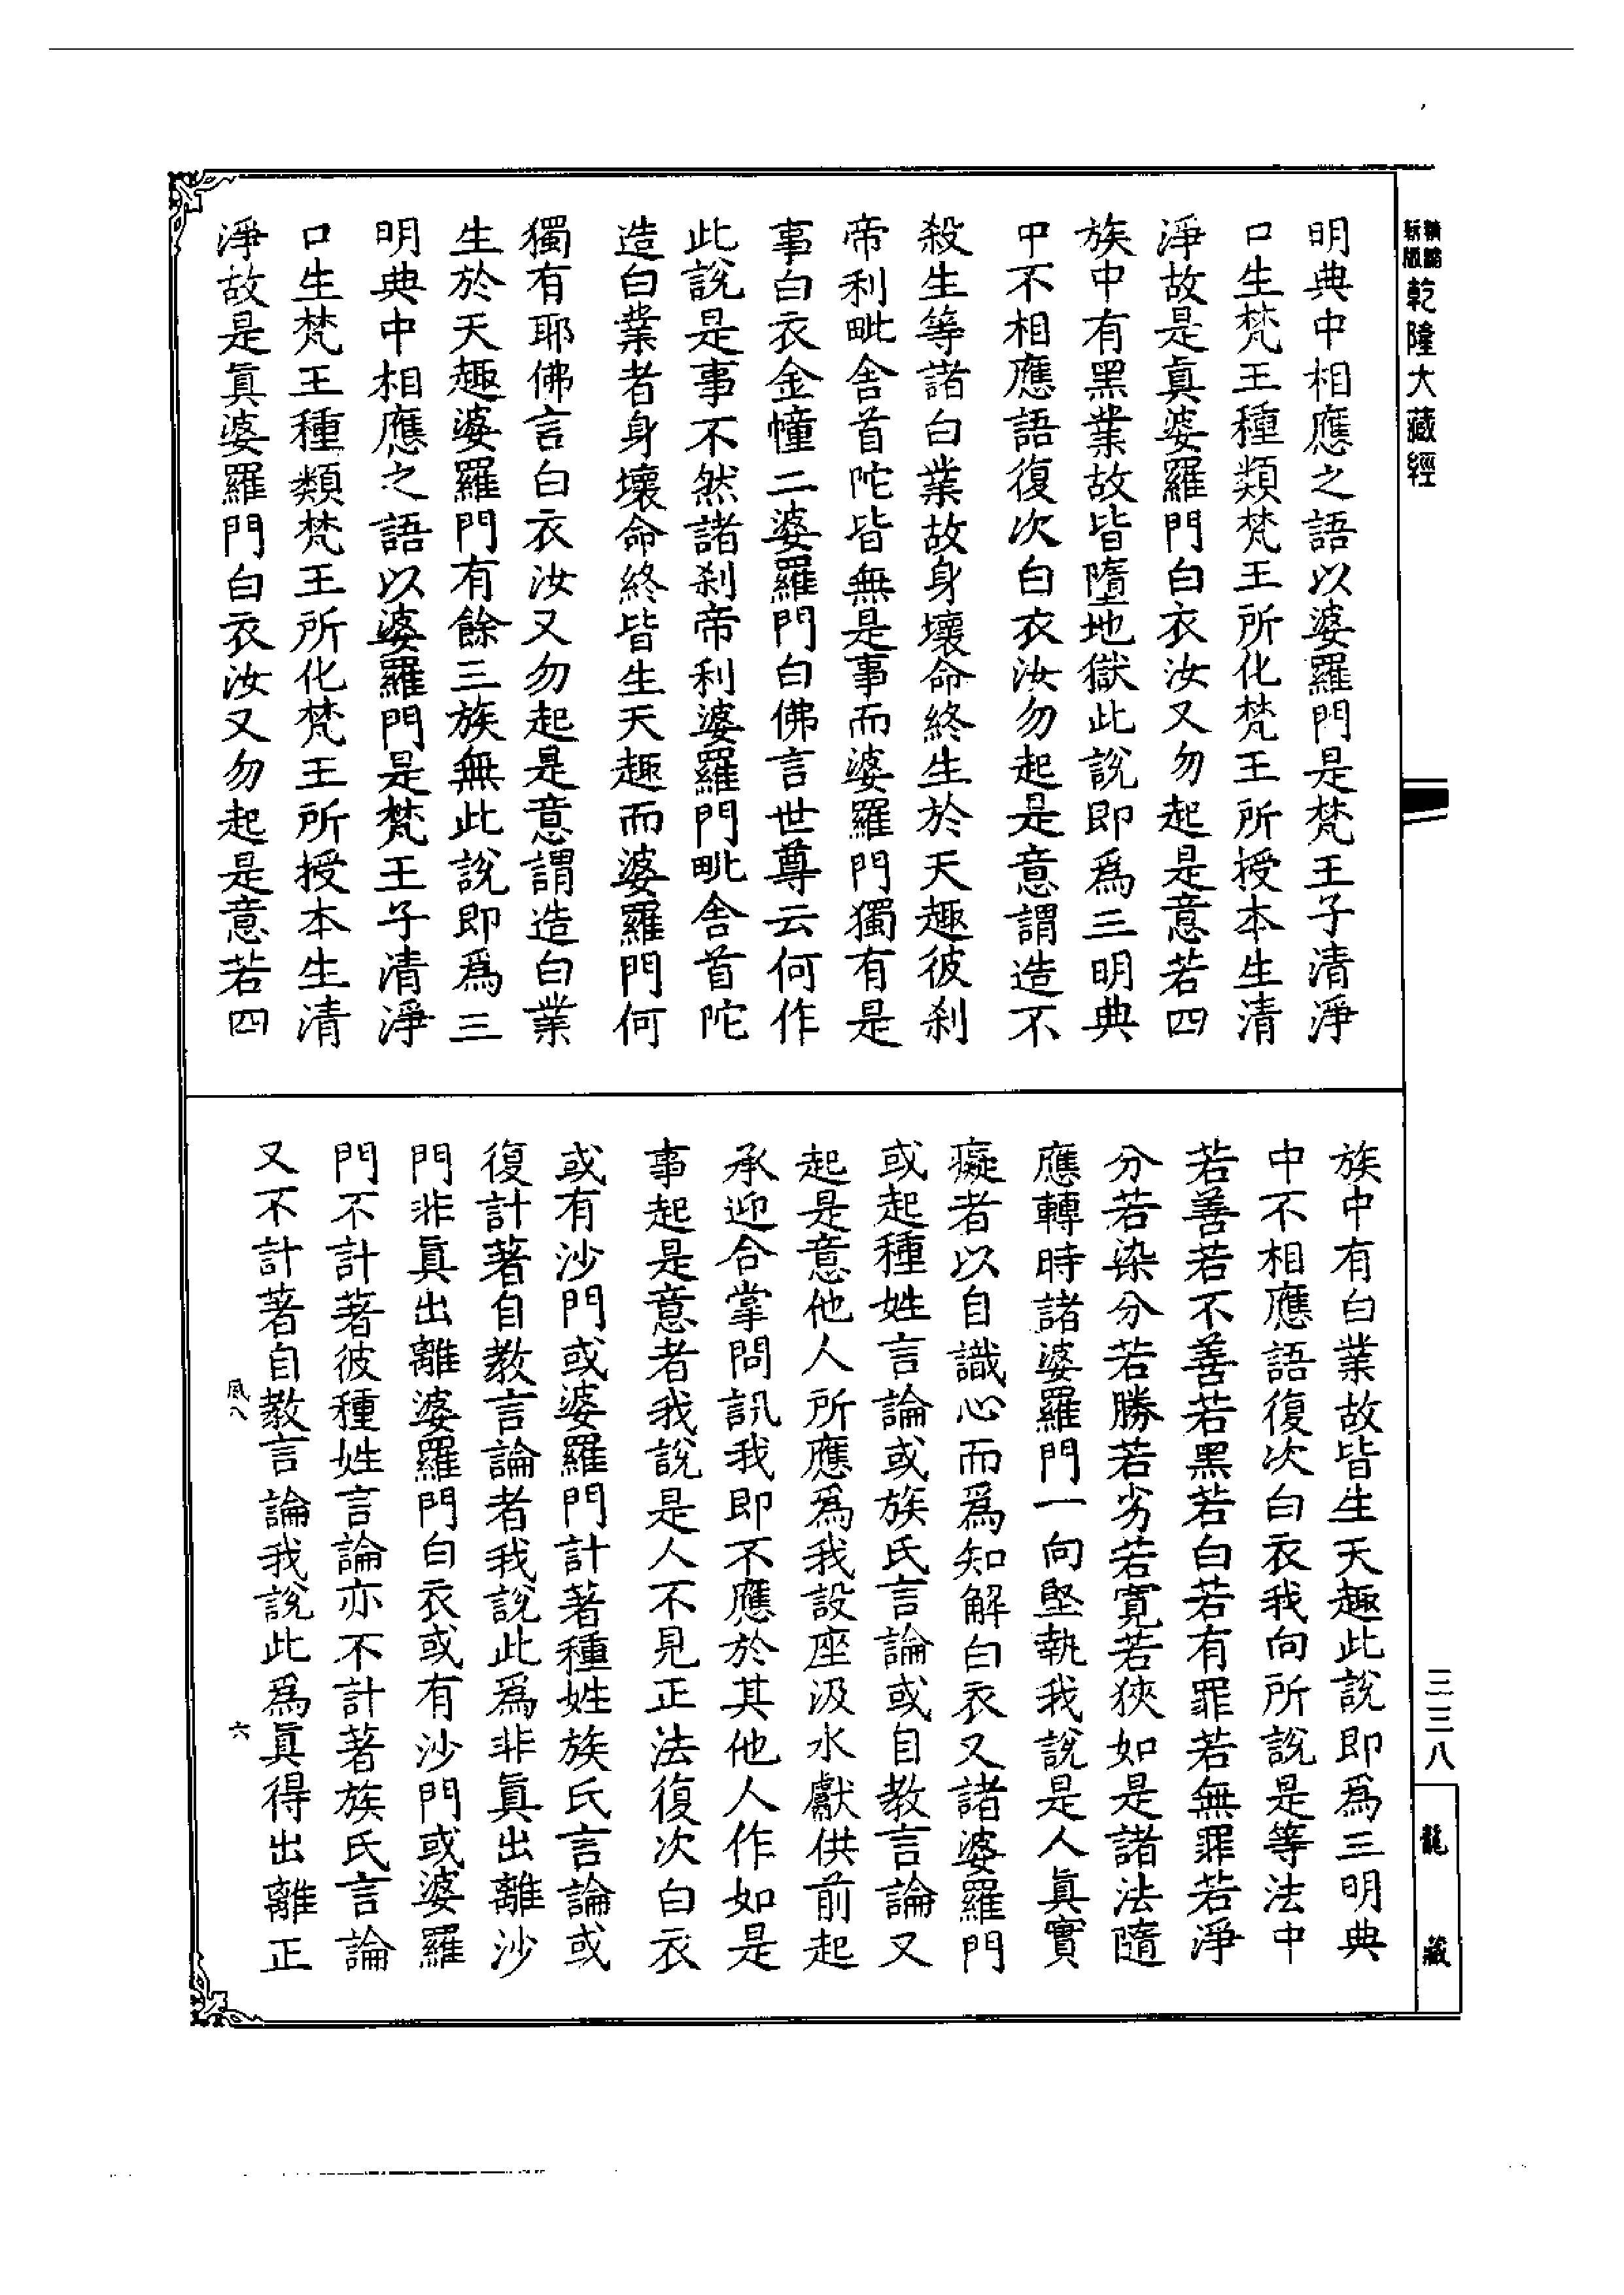 新版
精縮
乾隆大藏經
明典中相應之語以婆羅門是梵王子清淨
口生梵王種類梵王所化梵王所授本生清
淨故是真婆羅門白衣汝又勿起是意若四
族中有黑業故皆墮地獄此說即爲三明典
中不相應語復次白衣汝勿起是意謂造不
殺生等諸白業故身壞命終生於天趣彼刹
帝利毗舍首陀皆無是事而婆羅門獨有是
事白衣金幢二婆羅門白佛言世尊云何作
此說是事不然諸刹帝利婆羅門毗舍首陀
造白業者身壞命終皆生天趣而婆羅門何
獨有耶佛言白衣汝又勿起是意謂造白業
生於天趣婆羅門有餘三族無此說即爲三
明典中相應之語以婆羅門是梵王子清淨
口生梵王種類梵王所化梵王所授本生清
淨故是真婆羅門白衣汝又勿起是意若四
族中有白業故皆生天趣此說即爲三明典
中不相應語復次白衣我向所說是等法中
若善若不善若黑若白若有罪若無罪若淨
分若染分若勝若劣若寬若狹如是諸法隨
應轉時諸婆羅門一向堅執我說是人真實
癡者以自識心而爲知解白衣又諸婆羅門
或起種姓言論或族氏言論或自教言論又
起是意他人所應爲我設座汲水獻供前起
承迎合掌問訊我即不應於其他人作如是
事起是意者我說是人不見正法復次白衣
或有沙門或婆羅門計著種姓族氏言論或
復計著自教言論者我說此爲非真出離沙
門非真出離婆羅門白衣或有沙門或婆羅
門不計著彼種姓言論亦不計著族氏言論
又不計著自教言論我說此爲真得出離正
風八
六
三三八
龍藏